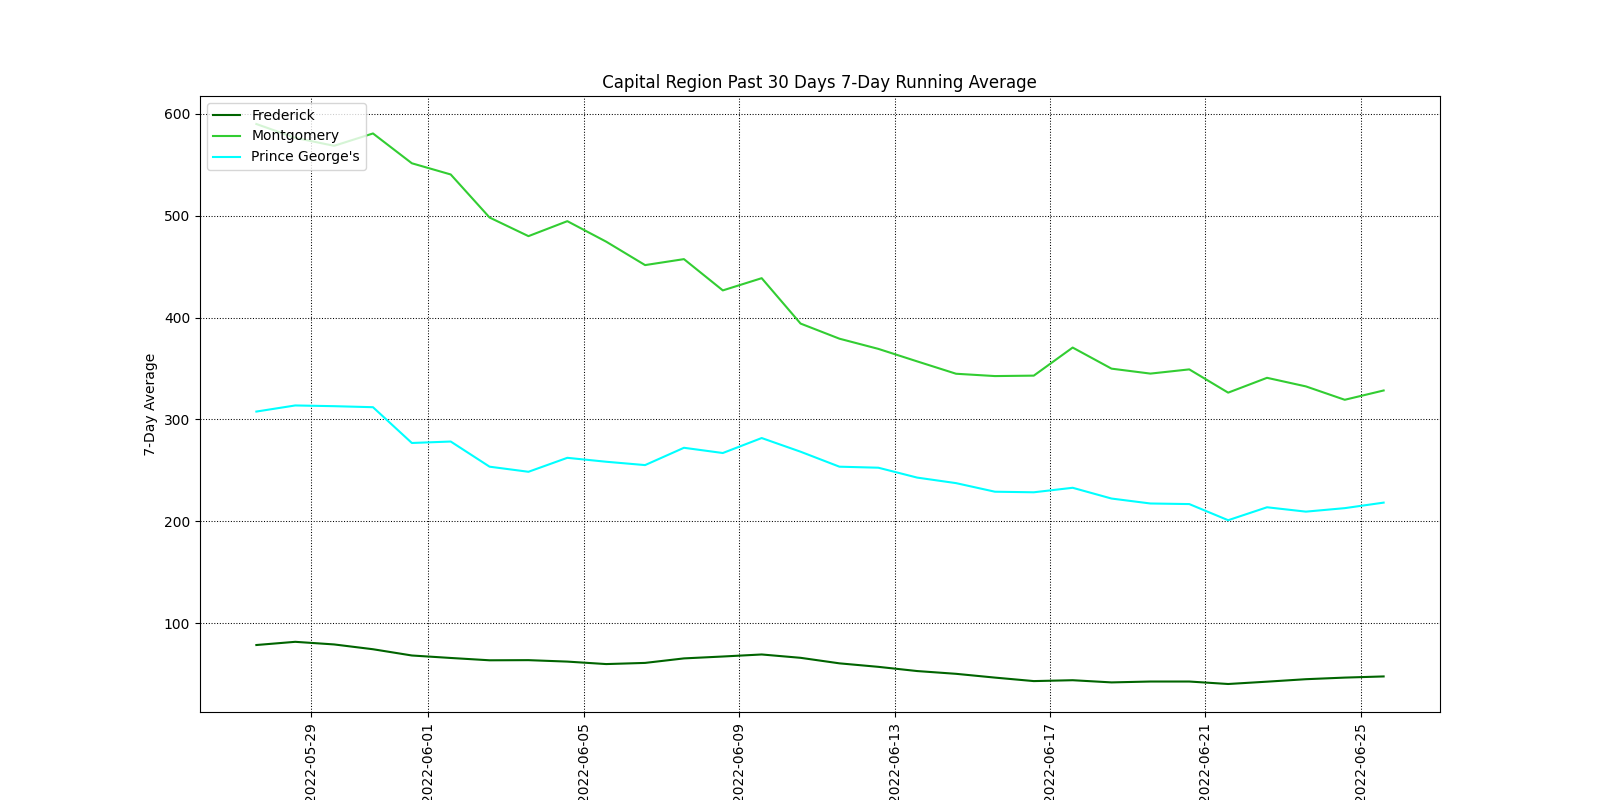 Capital Region Past 30 Days 7-Day Running Average
Frederick
Montgomery
Prince George's
600
500
400
300
200
100
7-Day Average
2022-05-29
2022-06-01
2022-06-05
2022-06-09
2022-06-13
2022-06-17
2022-06-21
2022-06-25